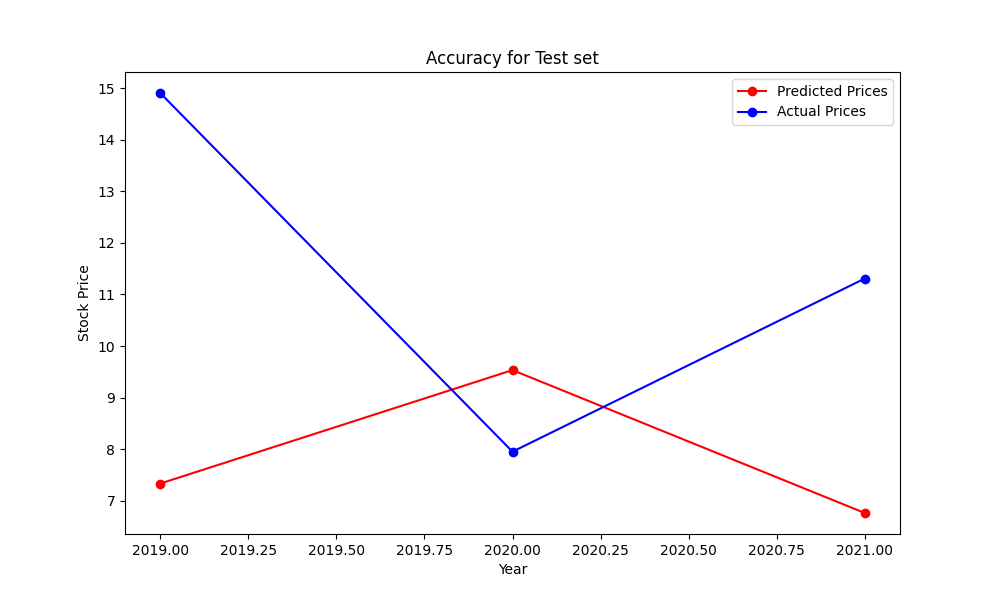 Accuracy for Test set
Predicted Prices
Actual Prices
15
14
13
12
11
10
9
8
7
Stock Price
2019.00 2019.25 2019.50 2019.75 2020.00 2020.25 2020.50 2020.75 2021.00
Year